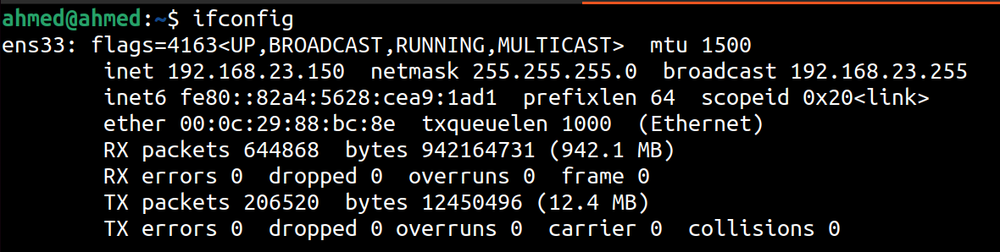 ahmed@ahmed:~$ ifconfig
ens33: flags=4163<UP,BROADCAST,RUNNING,MULTICAST>  mtu 1500
        inet 192.168.23.150  netmask 255.255.255.0  broadcast 192.168.23.255
        inet6 fe80::82a4:5628:cea9:1ad1  prefixlen 64  scopeid 0x20<link>
        ether 00:0c:29:88:bc:8e  txqueuelen 1000  (Ethernet)
        RX packets 644868  bytes 942164731 (942.1 MB)
        RX errors 0  dropped 0  overruns 0  frame 0
        TX packets 206520  bytes 12450496 (12.4 MB)
        TX errors 0  dropped 0 overruns 0  carrier 0  collisions 0